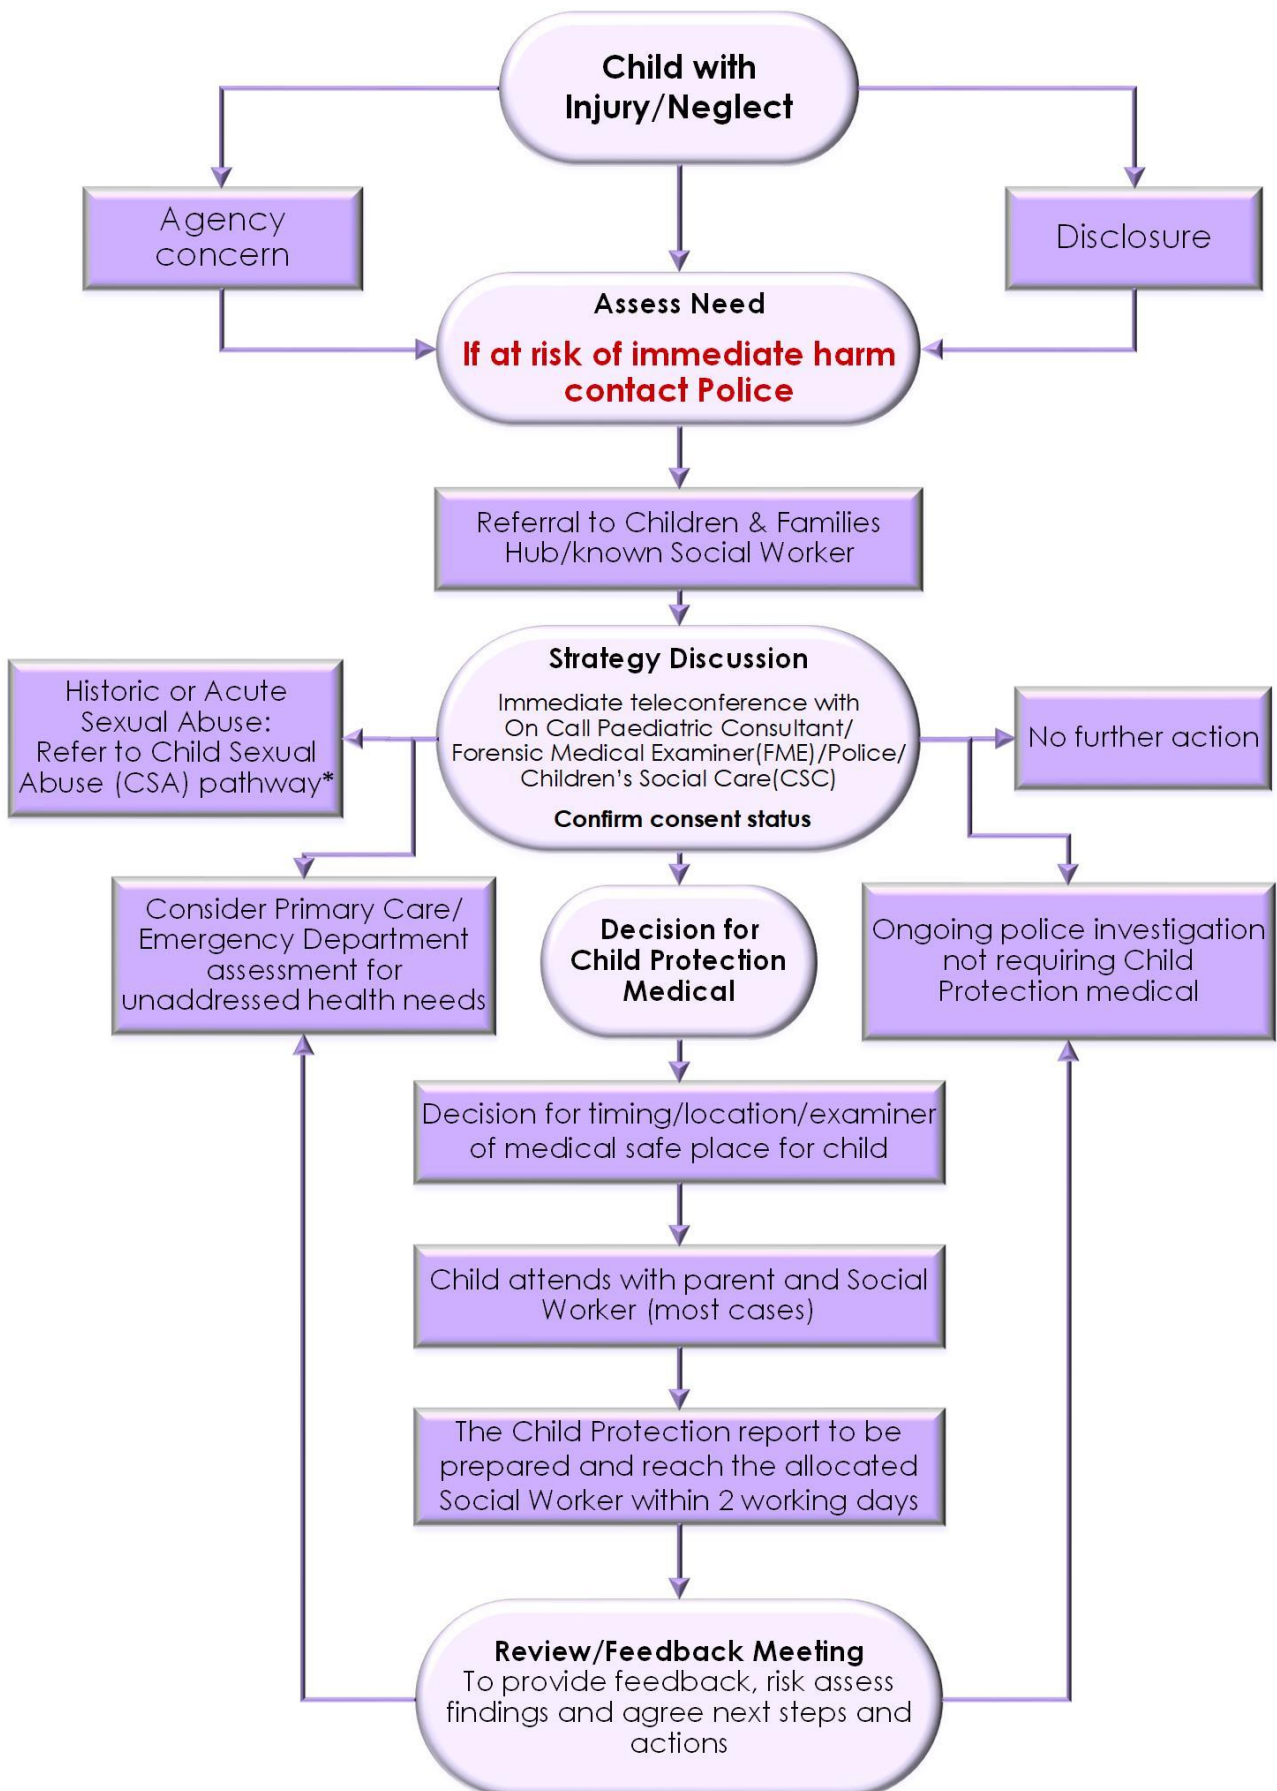 Child with
Injury/Neglect
Agency
concern
Disclosure
Assess Need
If at risk of immediate harm
contact Police
Referral to Children & Families
Hub/known Social Worker
Strategy Discussion
Immediate teleconference with
On Call Paediatric Consultant/
Forensic Medical Examiner(FME)/Police/
Children's Social Care(CSC)
Confirm consent status
Historic or Acute
Sexual Abuse:
Refer to Child Sexual
Abuse (CSA) pathway*
No further action
Consider Primary Care/
Emergency Department
assessment for
unaddressed health needs
Decision for
Child Protection
Medical
Ongoing police investigation
not requiring Child
Protection medical
Decision for timing/location/examiner
of medical safe place for child
Child attends with parent and Social
Worker (most cases)
The Child Protection report to be
prepared and reach the allocated
Social Worker within 2 working days
Review/Feedback Meeting
To provide feedback, risk assess
findings and agree next steps and
actions